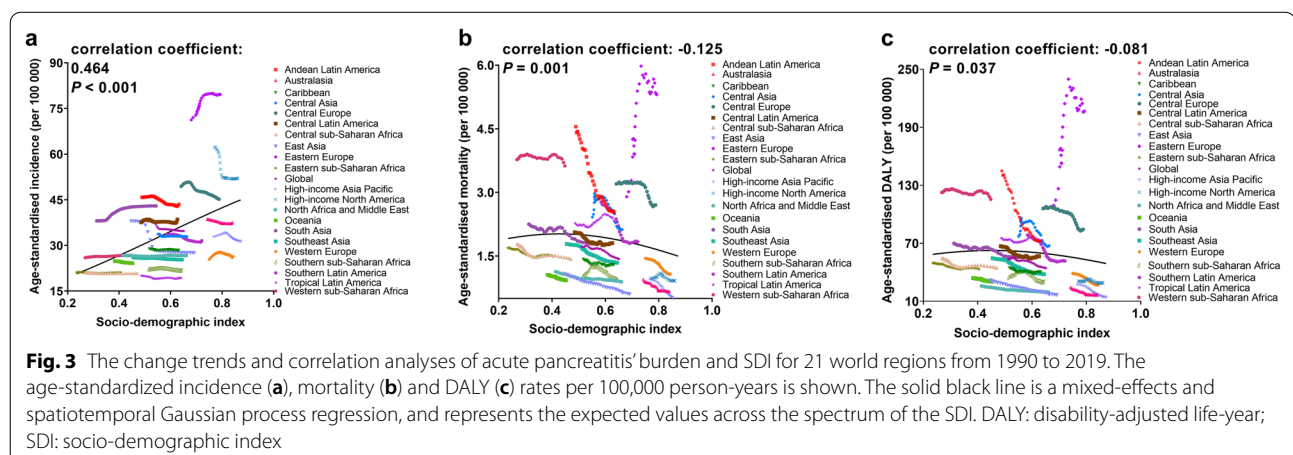 a
correlation coefficient:
0.464
P < 0.001
Age-standardised incidence (per 100 000)
90
75
60
45
30
15
0.2 0.4 0.6 0.8 1.0
Socio-demographic index
Andean Latin America
Australasia
Caribbean
Central Asia
Central Europe
Central Latin America
Central sub-Saharan Africa
East Asia
Eastern Europe
Eastern sub-Saharan Africa
Global
High-income Asia Pacific
High-income North America
North Africa and Middle East
Oceania
South Asia
Southeast Asia
Western Europe
Southern sub-Saharan Africa
Southern Latin America
Tropical Latin America
Western sub-Saharan Africa
b
correlation coefficient: -0.125
P = 0.001
Age-standardised mortality (per 100 000)
6.0
4.5
3.0
1.5
0.2 0.4 0.6 0.8 1.0
Socio-demographic index
Andean Latin America
Australasia
Caribbean
Central Asia
Central Europe
Central Latin America
Central sub-Saharan Africa
East Asia
Eastern Europe
Eastern sub-Saharan Africa
Global
High-income Asia Pacific
High-income North America
North Africa and Middle East
Oceania
South Asia
Southeast Asia
Western Europe
Southern sub-Saharan Africa
Southern Latin America
Tropical Latin America
Western sub-Saharan Africa
c
correlation coefficient: -0.081
P = 0.037
Age-standardised DALY (per 100 000)
250
190
130
70
10
0.2 0.4 0.6 0.8 1.0
Socio-demographic index
Andean Latin America
Australasia
Caribbean
Central Asia
Central Europe
Central Latin America
Central sub-Saharan Africa
East Asia
Eastern Europe
Eastern sub-Saharan Africa
Global
High-income Asia Pacific
High-income North America
North Africa and Middle East
Oceania
South Asia
Southeast Asia
Western Europe
Southern sub-Saharan Africa
Southern Latin America
Tropical Latin America
Western sub-Saharan Africa
Fig. 3 The change trends and correlation analyses of acute pancreatitis' burden and SDI for 21 world regions from 1990 to 2019. The
age-standardized incidence (a), mortality (b) and DALY (c) rates per 100,000 person-years is shown. The solid black line is a mixed-effects and
spatiotemporal Gaussian process regression, and represents the expected values across the spectrum of the SDI. DALY: disability-adjusted life-year;
SDI: socio-demographic index